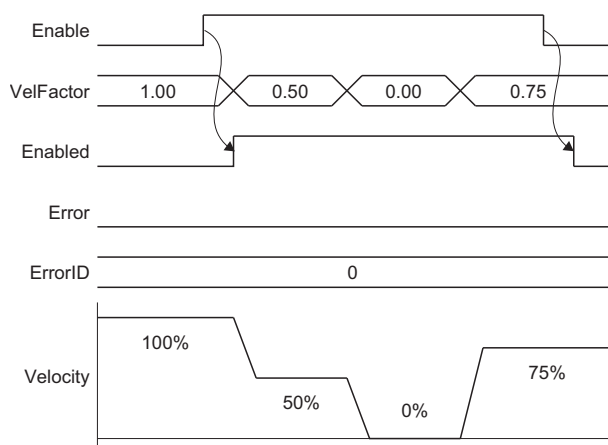 Enable
VelFactor 1.00 0.50 0.00 0.75
Enabled
Error
ErrorID 0
100%
Velocity 50% 0% 75%